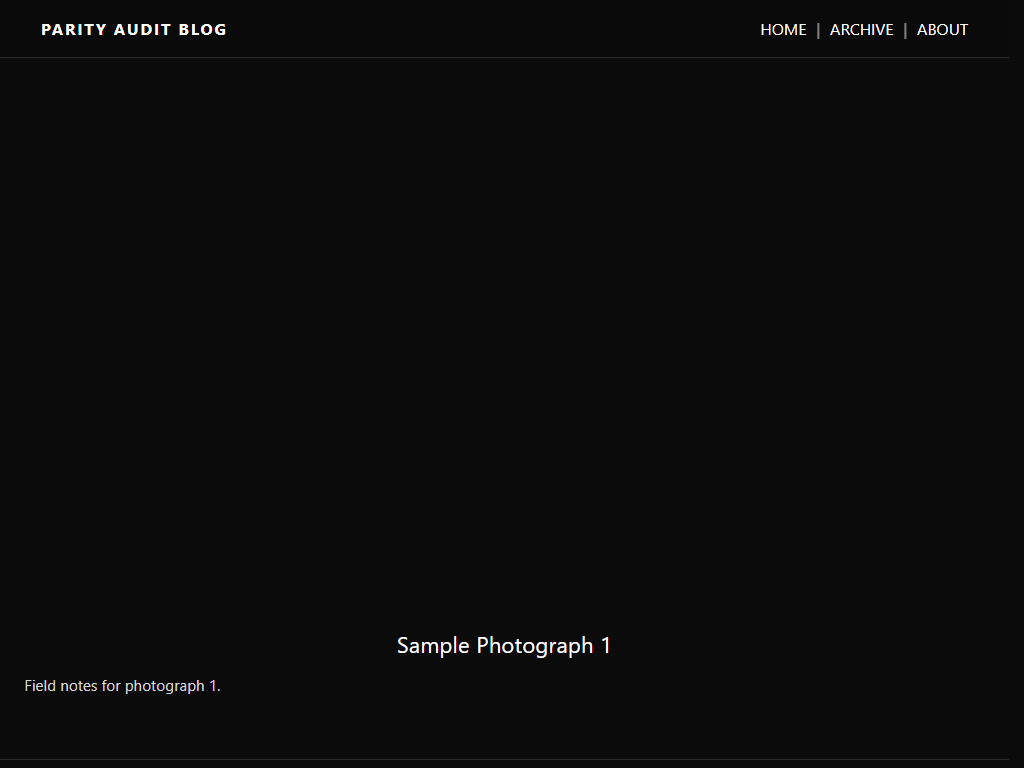 PARITY AUDIT BLOG
HOME | ARCHIVE | ABOUT
Sample Photograph 1
Field notes for photograph 1.